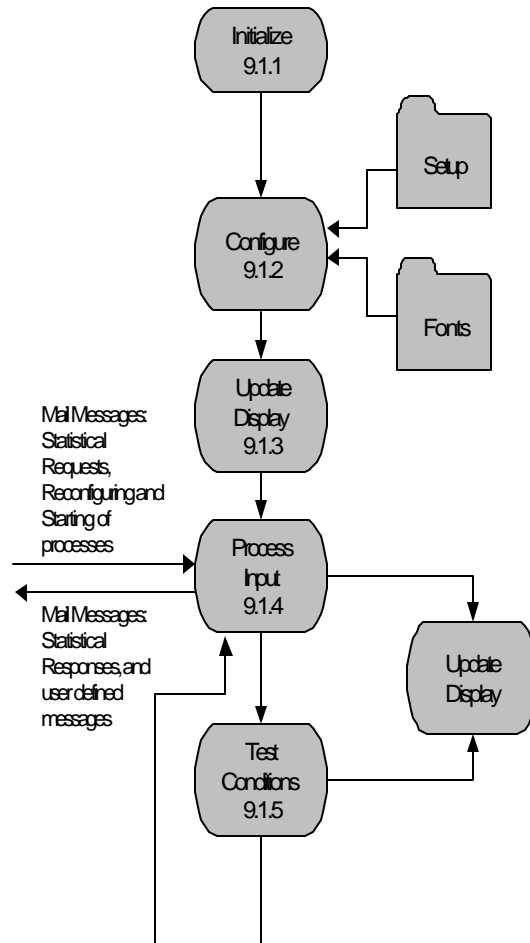 Initialize
9.1.1
Setup
Configure
9.1.2
Fonts
Update
Display
9.1.3
Mail Messages:
Statistical
Requests,
Reconfiguring and
Starting of
processes
Process
Input
9.1.4
Mail Messages:
Statistical
Responses, and
user defined
messages
Update
Display
Test
Conditions
9.1.5